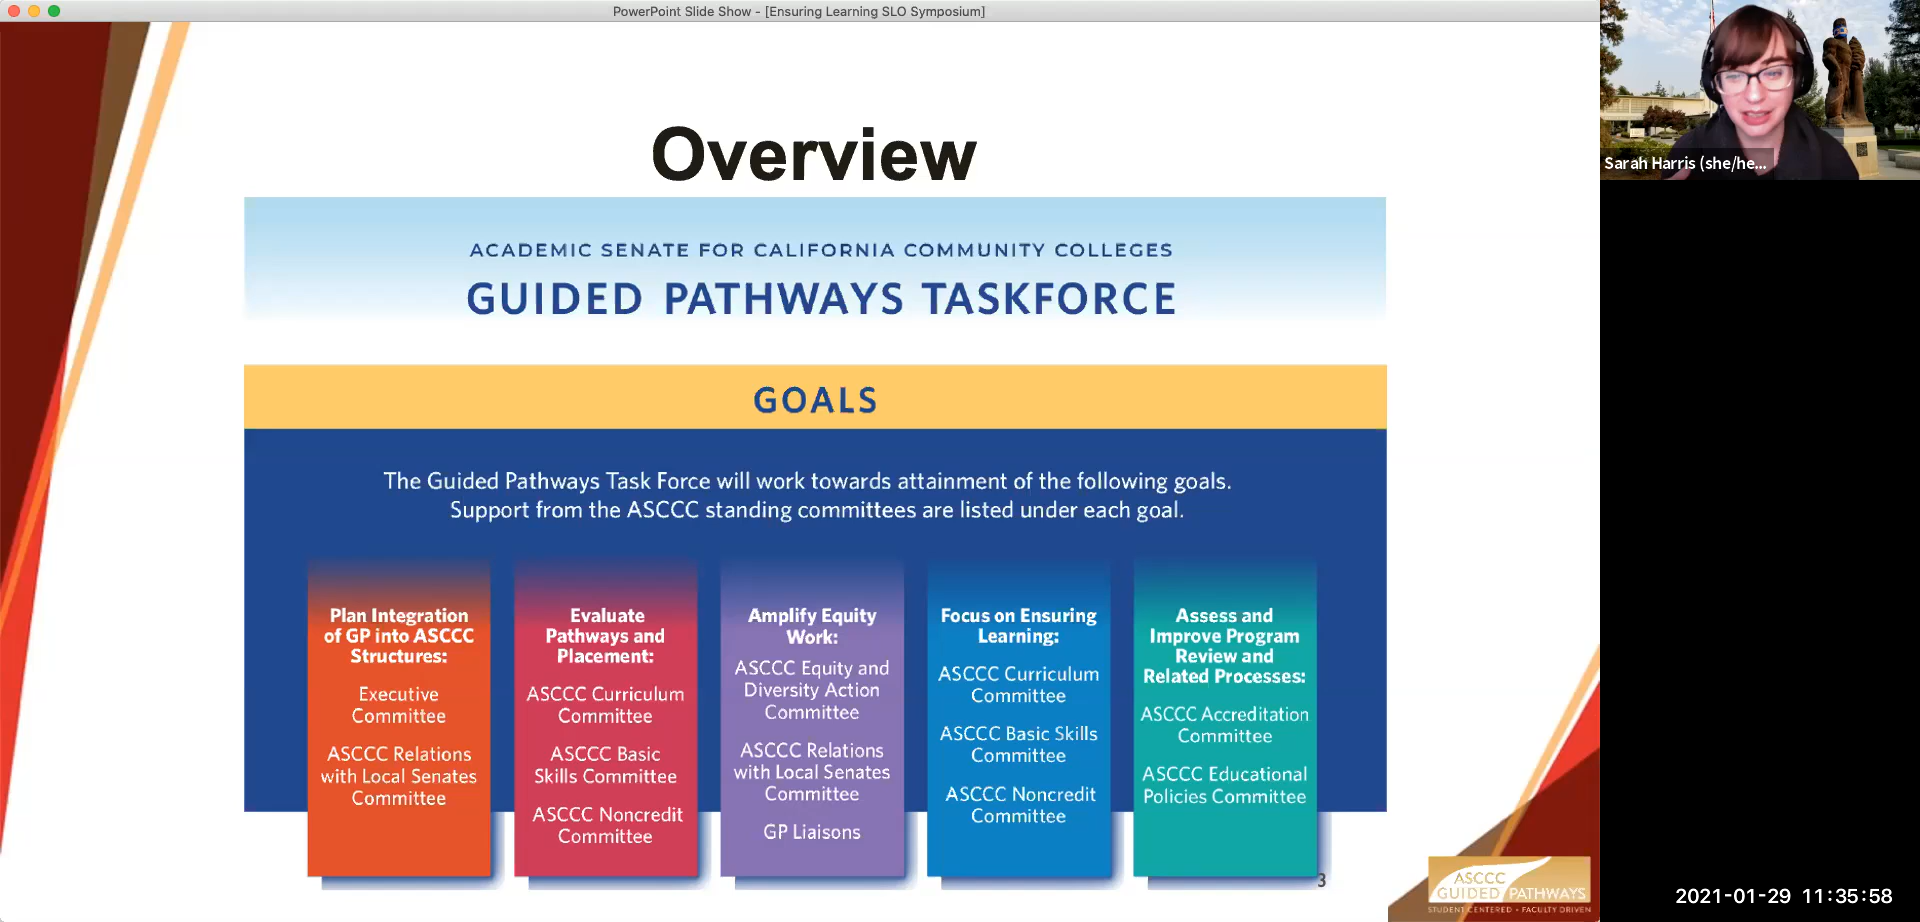 PowerPoint Slide Show - [Ensuring Learning SLO Symposium]
Sarah Harris (she/he...
Overview
ACADEMIC SENATE FOR CALIFORNIA COMMUNITY COLLEGES
GUIDED PATHWAYS TASKFORCE
GOALS
The Guided Pathways Task Force will work towards attainment of the following goals.
Support from the ASCCC standing committees are listed under each goal.
Plan Integration
of GP into ASCCC
Structures:
Executive
Committee
ASCCC Relations
with Local Senates
Committee
Evaluate
Pathways and
Placement:
ASCCC Curriculum
Committee
ASCCC Basic
Skills Committee
ASCCC Noncredit
Committee
Amplify Equity
Work:
ASCCC Equity and
Diversity Action
Committee
ASCCC Relations
with Local Senates
Committee
GP Liaisons
Focus on Ensuring
Learning:
ASCCC Curriculum
Committee
ASCCC Basic Skills
Committee
ASCCC Noncredit
Committee
Assess and
Improve Program
Review and
Related Processes:
ASCCC Accreditation
Committee
ASCCC Educational
Policies Committee
3
ASCCC
GUIDED PATHWAYS
STUDENT CENTERED • FACULTY DRIVEN
2021-01-29 11:35:58